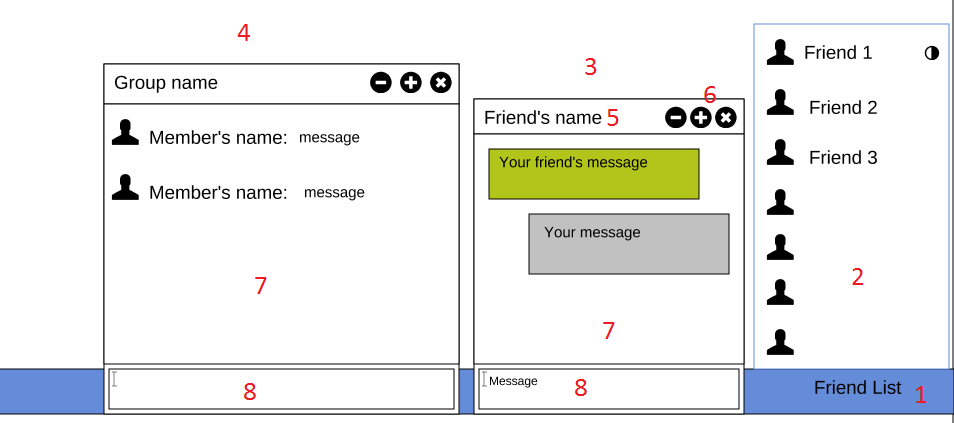 4
Group name
Member's name: message
Member's name: message
7
8
3
Friend's name 5
6
Your friend's message
Your message
7
Message 8
Friend 1
Friend 2
Friend 3
2
Friend List 1